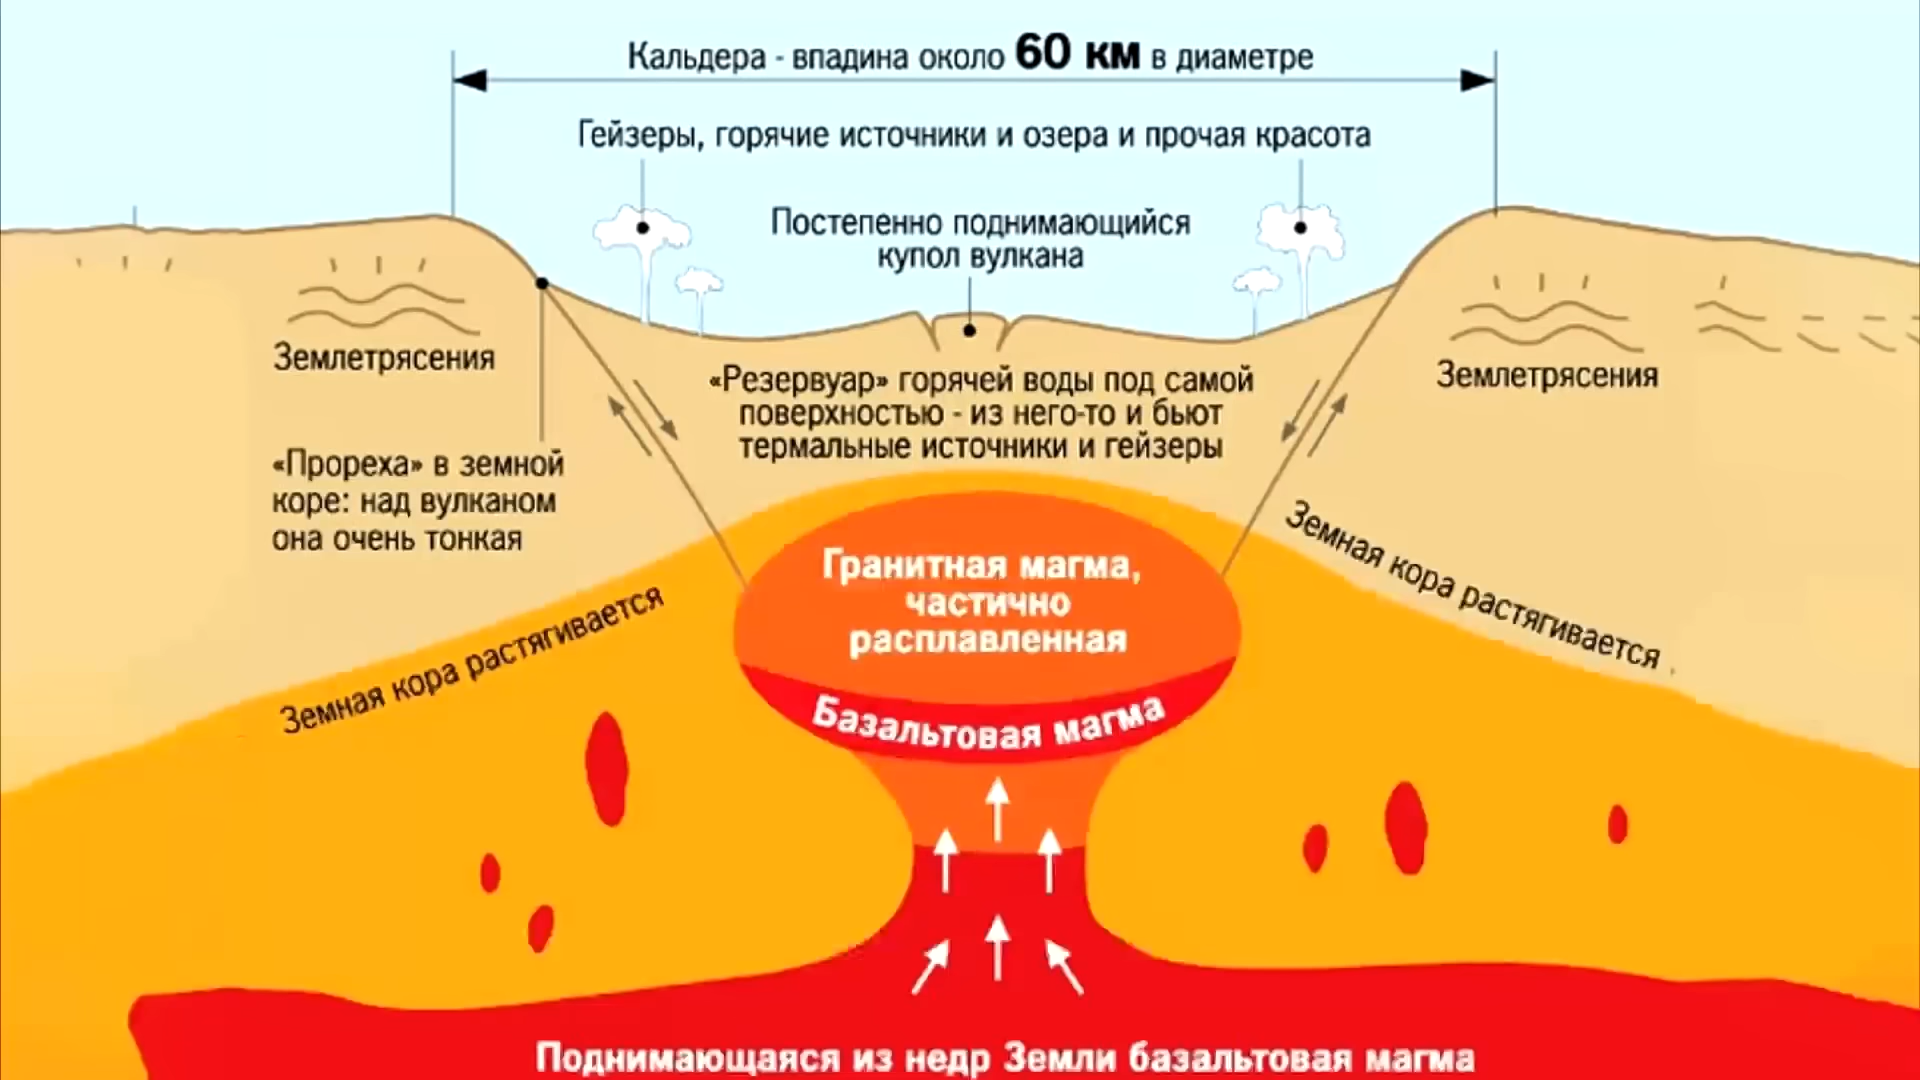 Кальдера - впадина около 60 км в диаметре
Гейзеры, горячие источники и озера и прочая красота
Постепенно поднимающийся
купол вулкана
Землетрясения
«Резервуар» горячей воды под самой
поверхностью - из него-то и бьют
термальные источники и гейзеры
Землетрясения
«Прореха» в земной
коре: над вулканом
она очень тонкая
Земная кора растягивается
Гранитная магма,
частично
расплавленная
Земная кора растягивается
Базальтовая магма
Поднимающаяся из недр Земли базальтовая магма